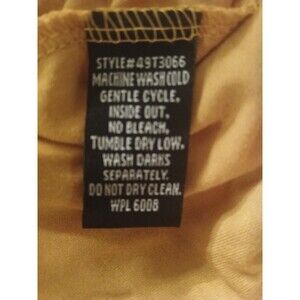 STYLE#49T3066
MACHINE WASH COLD
GENTLE CYCLE,
INSIDE OUT,
NO BLEACH,
TUMBLE DRY LOW,
WASH DARKS
SEPARATELY,
DO NOT DRY CLEAN,
WPL 6008